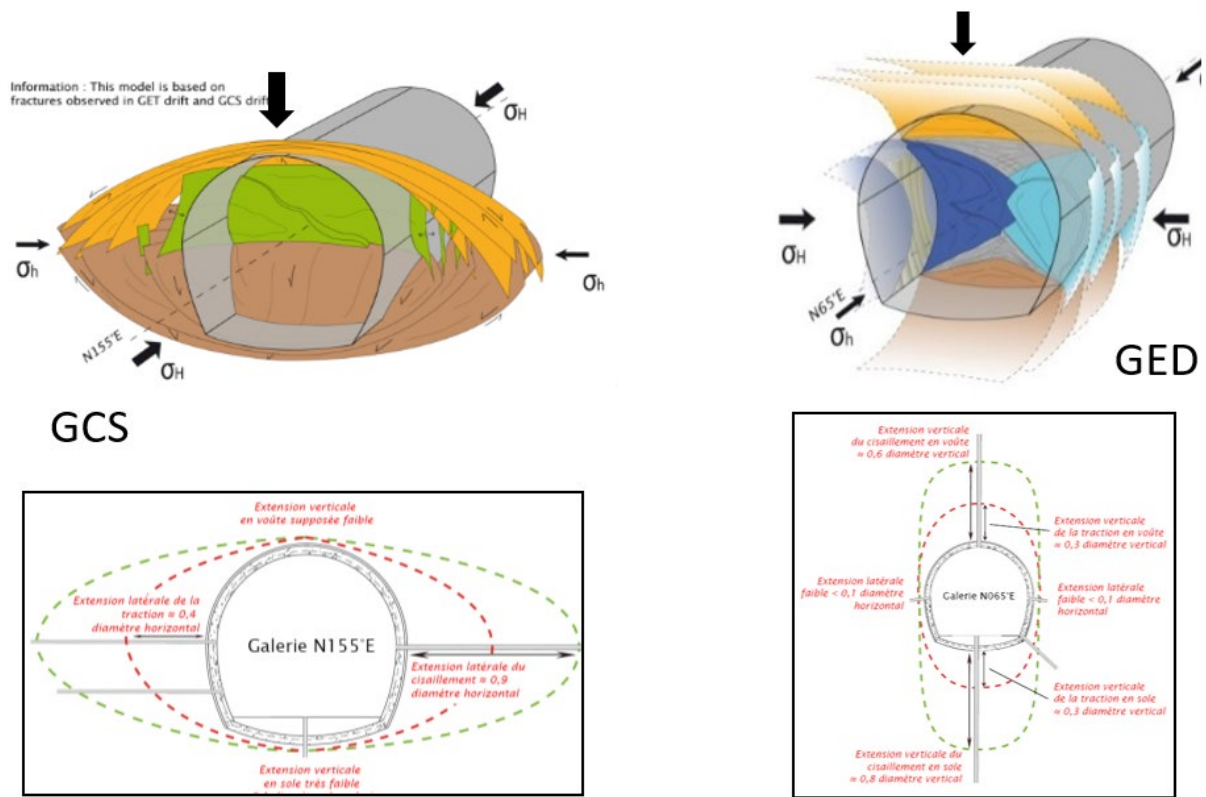 Information : This model is based on
fractures observed in GET drift and GCS drift
σH
σh
σh
N155°E
σH
GCS
σH
σH
N65°E
σh
GED
Extension verticale
en voûte supposée faible
Extension latérale de la
traction ≈ 0,4
diamètre horizontal
Galerie N155°E
Extension latérale du
cisaillement ≈ 0,9
diamètre horizontal
Extension verticale
en sole très faible
Extension verticale
du cisaillement en voûte
≈ 0,6 diamètre vertical
Extension verticale
de la traction en voûte
≈ 0,3 diamètre vertical
Extension latérale
faible < 0,1 diamètre
horizontal
Galerie N065°E
Extension latérale
faible < 0,1 diamètre
horizontal
Extension verticale
de la traction en sole
≈ 0,3 diamètre vertical
Extension verticale du
cisaillement en sole
≈ 0,8 diamètre vertical